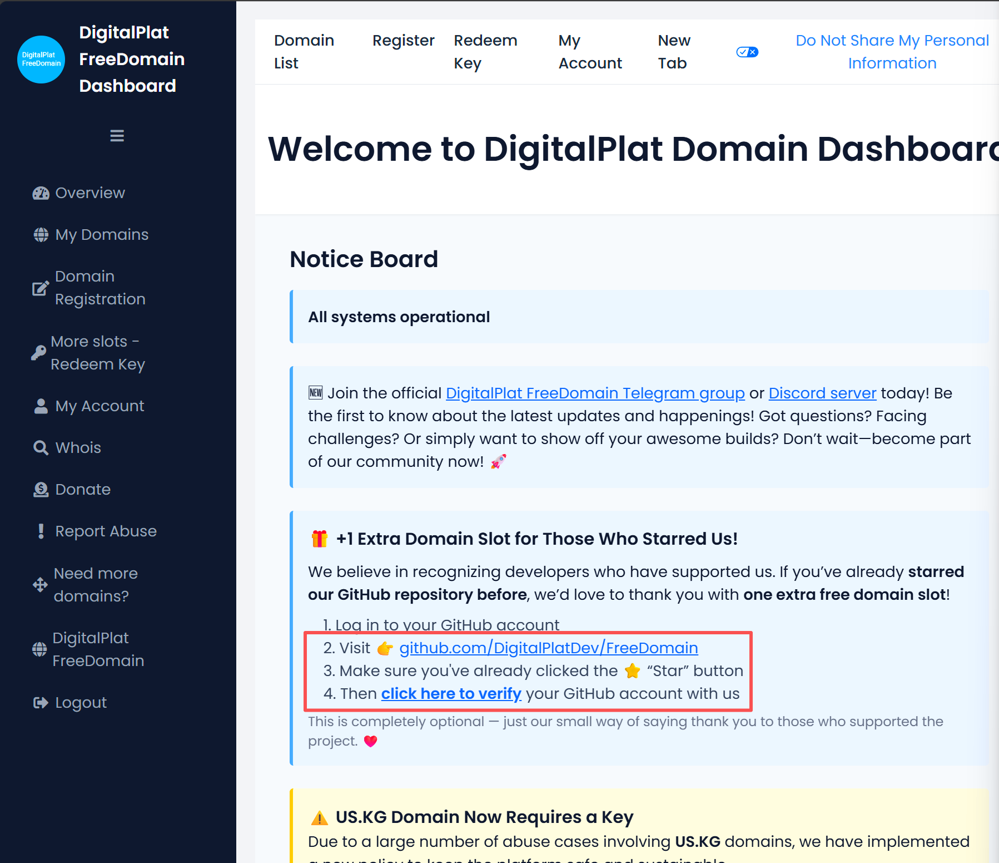 DigitalPlat
FreeDomain
DigitalPlat
FreeDomain
Dashboard
Overview
My Domains
Domain
Registration
More slots -
Redeem Key
My Account
Whois
Donate
Report Abuse
Need more
domains?
DigitalPlat
FreeDomain
Logout
Domain
List
Register
Redeem
Key
My
Account
New
Tab
Do Not Share My Personal
Information
Welcome to DigitalPlat Domain Dashboard
Notice Board
All systems operational
🆕 Join the official DigitalPlat FreeDomain Telegram group or Discord server today! Be
the first to know about the latest updates and happenings! Got questions? Facing
challenges? Or simply want to show off your awesome builds? Don’t wait—become part
of our community now! 🚀
🎁 +1 Extra Domain Slot for Those Who Starred Us!
We believe in recognizing developers who have supported us. If you’ve already starred
our GitHub repository before, we’d love to thank you with one extra free domain slot!
1. Log in to your GitHub account
2. Visit 👉 github.com/DigitalPlatDev/FreeDomain
3. Make sure you've already clicked the ⭐ “Star” button
4. Then click here to verify your GitHub account with us
This is completely optional — just our small way of saying thank you to those who supported the
project. ❤️
⚠️ US.KG Domain Now Requires a Key
Due to a large number of abuse cases involving US.KG domains, we have implemented
a new policy to keep the platform safe and sustainable